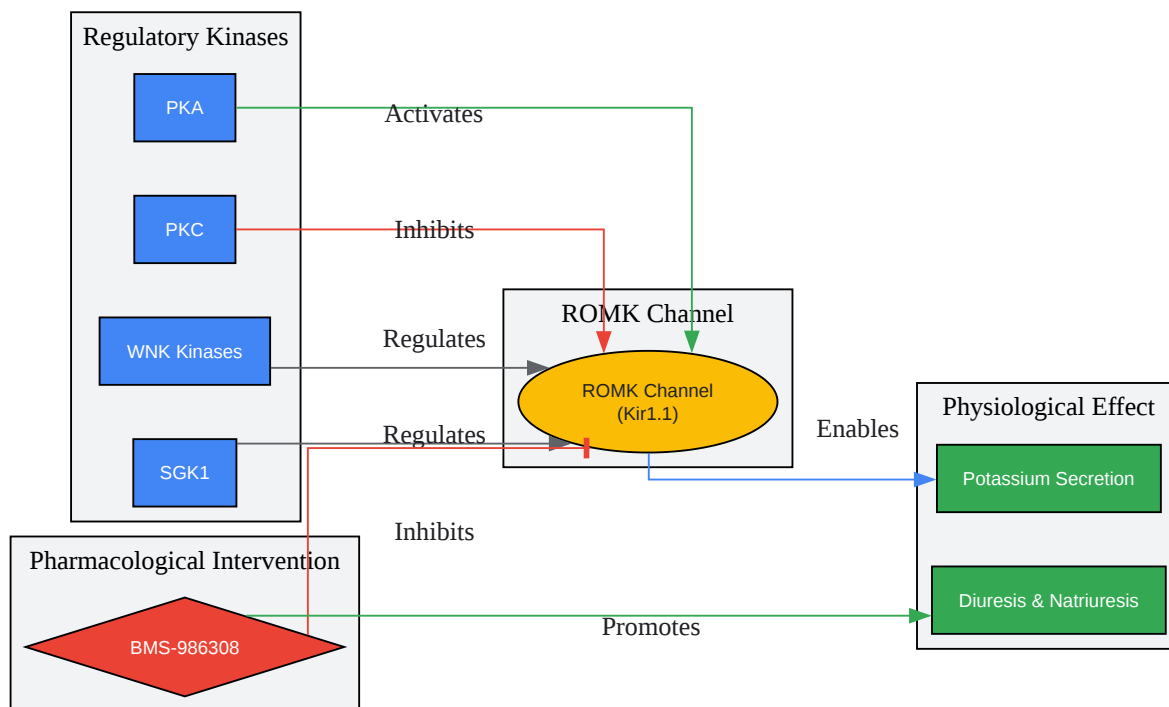 Regulatory Kinases
PKA
Activates
PKC
Inhibits
WNK Kinases
Regulates
SGK1
Regulates
ROMK Channel
ROMK Channel
(Kir1.1)
Enables
Physiological Effect
Potassium Secretion
Diuresis & Natriuresis
Inhibits
Pharmacological Intervention
BMS-986308
Promotes